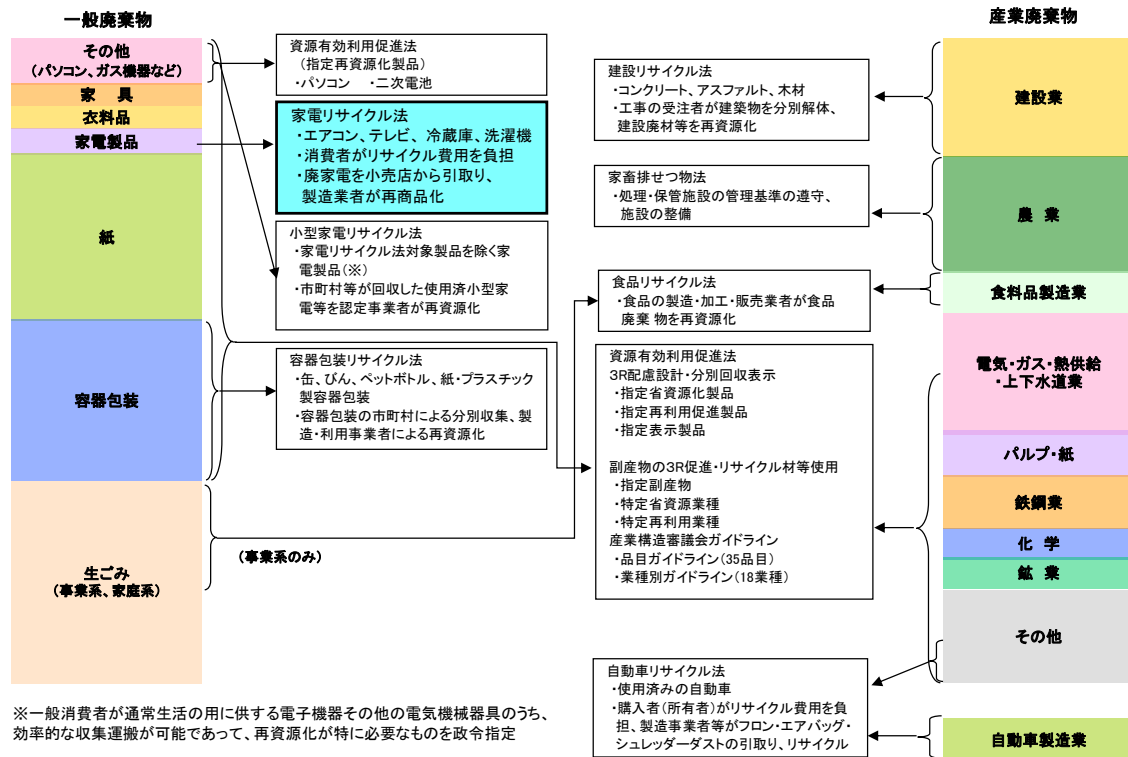 一般廃棄物
その他
(パソコン、ガス機器など)
家 具
衣料品
家電製品
紙
容器包装
生ごみ
(事業系、家庭系)
資源有効利用促進法
(指定再資源化製品)
・パソコン ・二次電池
家電リサイクル法
・エアコン、テレビ、冷蔵庫、洗濯機
・消費者がリサイクル費用を負担
・廃家電を小売店から引取り、
製造業者が再商品化
小型家電リサイクル法
・家電リサイクル法対象製品を除く家
電製品(※)
・市町村等が回収した使用済小型家
電等を認定事業者が再資源化
容器包装リサイクル法
・缶、びん、ペットボトル、紙・プラスチック
製容器包装
・容器包装の市町村による分別収集、製
造・利用事業者による再資源化
(事業系のみ)
建設リサイクル法
・コンクリート、アスファルト、木材
・工事の受注者が建築物を分別解体、
建設廃材等を再資源化
家畜排せつ物法
・処理・保管施設の管理基準の遵守、
施設の整備
食品リサイクル法
・食品の製造・加工・販売業者が食品
廃棄 物を再資源化
資源有効利用促進法
3R配慮設計・分別回収表示
・指定省資源化製品
・指定再利用促進製品
・指定表示製品
副産物の3R促進・リサイクル材等使用
・指定副産物
・特定省資源業種
・特定再利用業種
産業構造審議会ガイドライン
・品目ガイドライン(35品目)
・業種別ガイドライン(18業種)
自動車リサイクル法
・使用済みの自動車
・購入者(所有者)がリサイクル費用を負
担、製造事業者等がフロン・エアバッグ・
シュレッダーダストの引取り、リサイクル
産業廃棄物
建設業
農 業
食料品製造業
電気・ガス・熱供給
・上下水道業
パルプ・紙
鉄鋼業
化 学
鉱 業
その他
自動車製造業
※一般消費者が通常生活の用に供する電子機器その他の電気機械器具のうち、
効率的な収集運搬が可能であって、再資源化が特に必要なものを政令指定